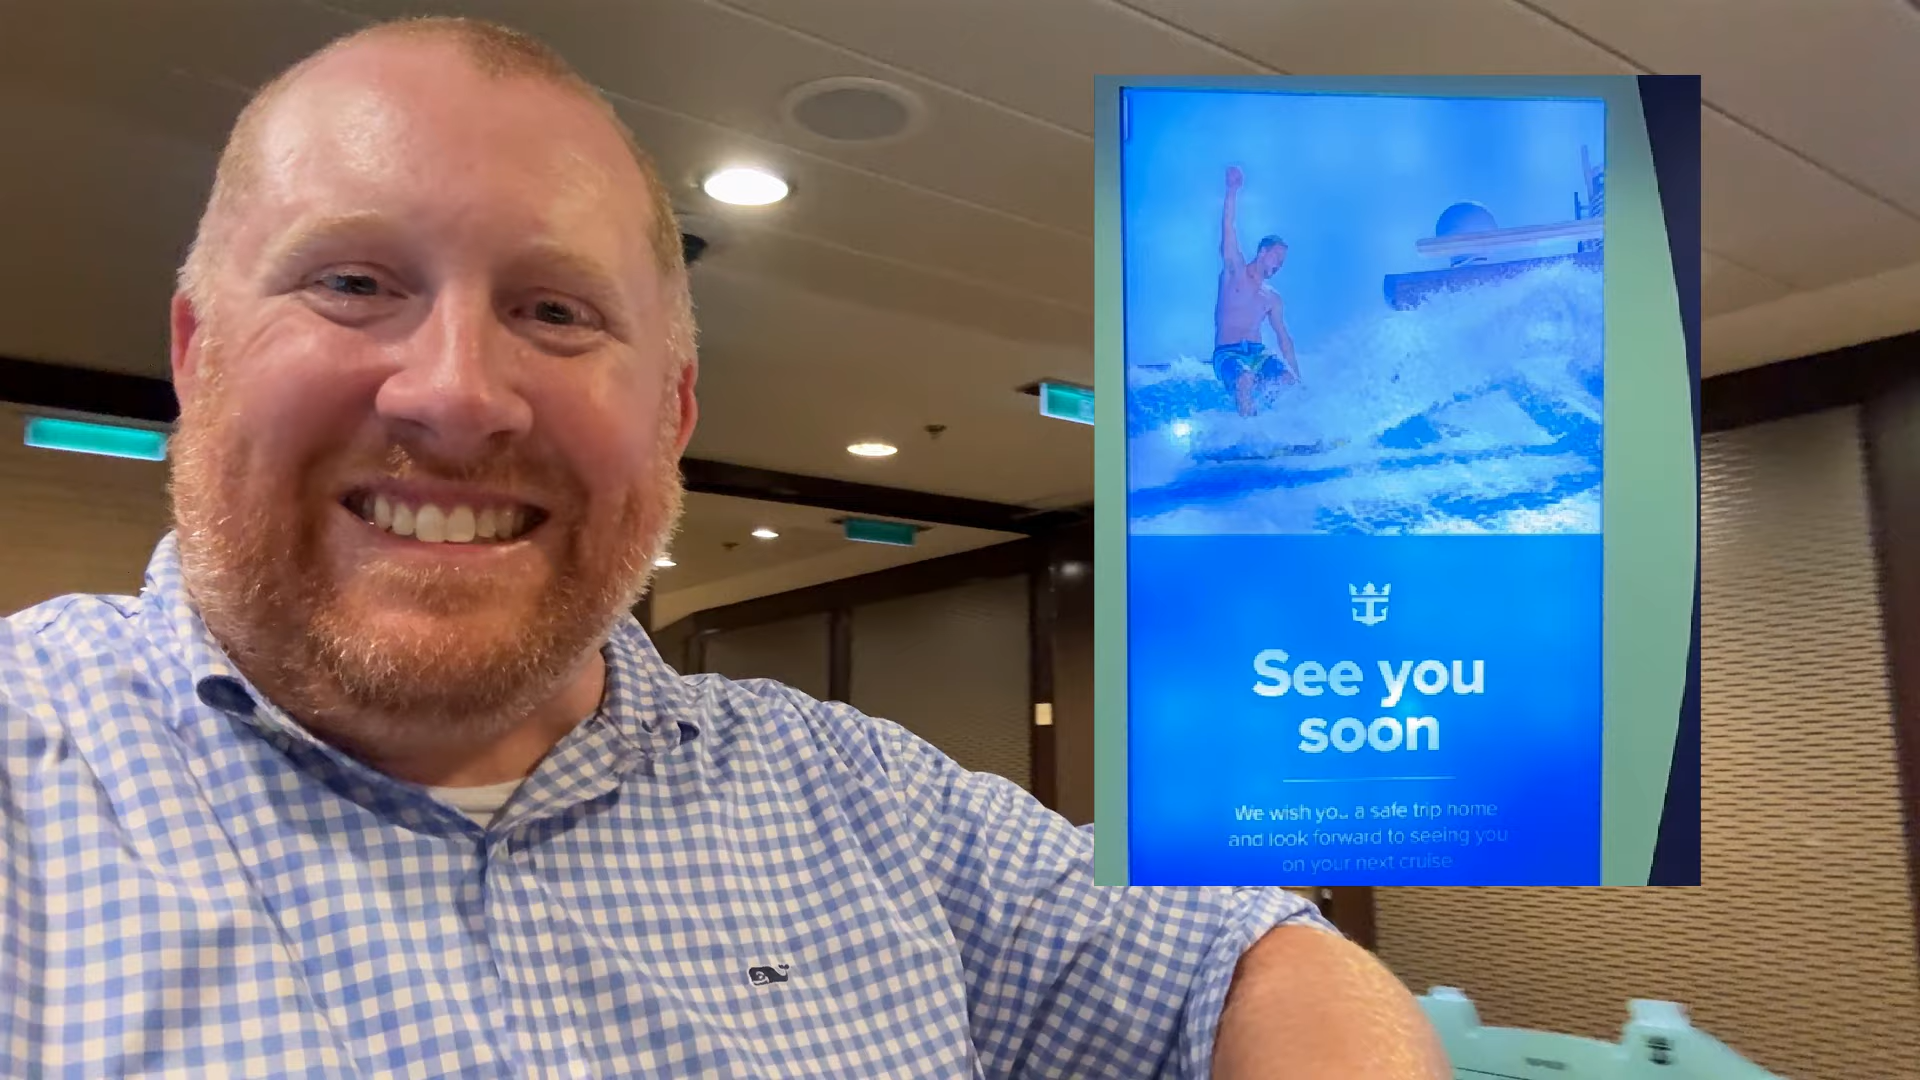 See you
soon
We wish you a safe trip home
and look forward to seeing you
on your next cruise